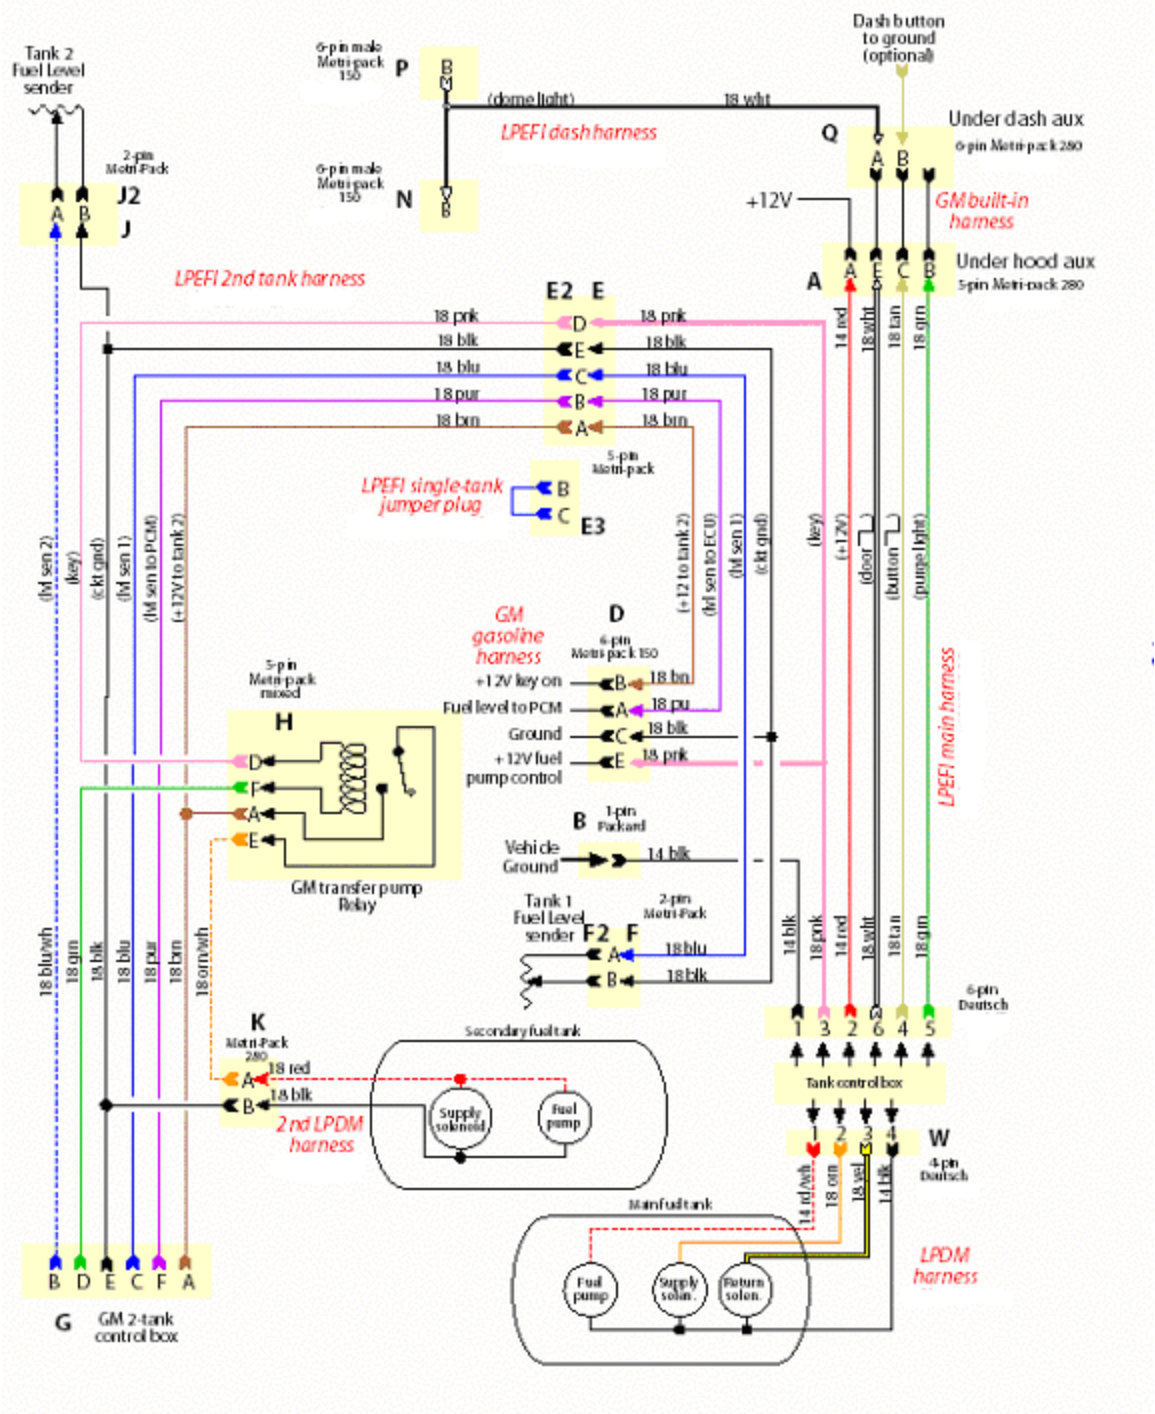 Dash button
to ground
(optional)
Tank 2
Fuel Level
sender
6-pin male
Metri-pack
150
P
B
(dome light)
18 wht
LPEFI dash harness
Q
Under dash aux
6-pin Metri-pack 280
A B
2-pin
Metri-Pack
J2
A B
J
6-pin male
Metri-pack
150
N
B
+12V
GM built-in
harness
A
A E C B
Under hood aux
5-pin Metri-pack 280
LPEFI 2nd tank harness
E2 E
18 pnk
D
18 pnk
18 blk
E
18 blk
18 blu
C
18 blu
18 pur
B
18 pur
18 brn
A
18 brn
14 red
18 wht
18 tan
18 grn
5-pin
Metri-pack
LPEFI single-tank
jumper plug
B
C
E3
(lvl sen 2)
(key)
(ckt gnd)
(lvl sen 1)
(lvl sen to PCM)
(+12V to tank 2)
(+12 to tank 2)
(lvl sen to ECU)
(lvl sen 1)
(ckt gnd)
(key)
(+12V)
(door )
(button )
(purge light)
GM
gasoline
harness
D
6-pin
Metri-pack 150
+12V key on
B
18 bn
Fuel level to PCM
A
18 pu
Ground
C
18 blk
+12V fuel
pump control
E
18 pnk
LPEFI main harness
5-pin
Metri-pack
mixed
H
D
F
A
E
GM transfer pump
Relay
B
1-pin
Packard
Vehicle
Ground
14 blk
Tank 1
Fuel Level
sender
2-pin
Metri-Pack
F2 F
A
18 blu
B
18 blk
18 blu/wh
18 grn
18 blk
18 blu
18 pur
18 brn
18 orn/wh
14 blk
18 pnk
14 red
18 wht
18 tan
18 grn
6-pin
Deutsch
1 3 2 6 4 5
Tank control box
K
Metri-Pack
280
A
18 red
B
18 blk
2nd LPDM
harness
Secondary fuel tank
Supply
solenoid
Fuel
pump
1 2 3 4
W
4-pin
Deutsch
14 rd/wh
18 orn
18 yel
14 blk
Main fuel tank
Fuel
pump
Supply
solen.
Return
solen.
LPDM
harness
B D E C F A
G
GM 2-tank
control box